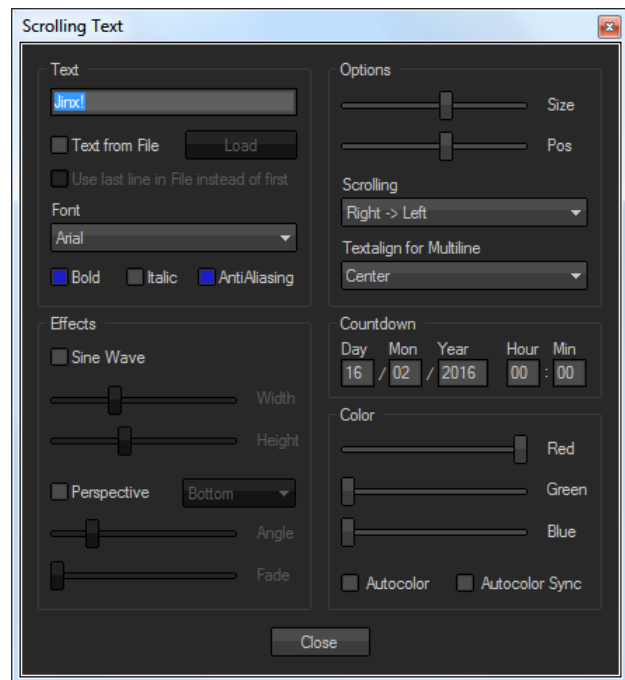 Scrolling Text
Text
Jinx!
Text from File
Load
Use last line in File instead of first
Font
Arial
Bold
Italic
AntiAliasing
Options
Size
Pos
Scrolling
Right -> Left
Textalign for Multiline
Center
Effects
Sine Wave
Width
Height
Perspective
Bottom
Angle
Fade
Countdown
Day Mon Year Hour Min
16 / 02 / 2016 00 : 00
Color
Red
Green
Blue
Autocolor
Autocolor Sync
Close